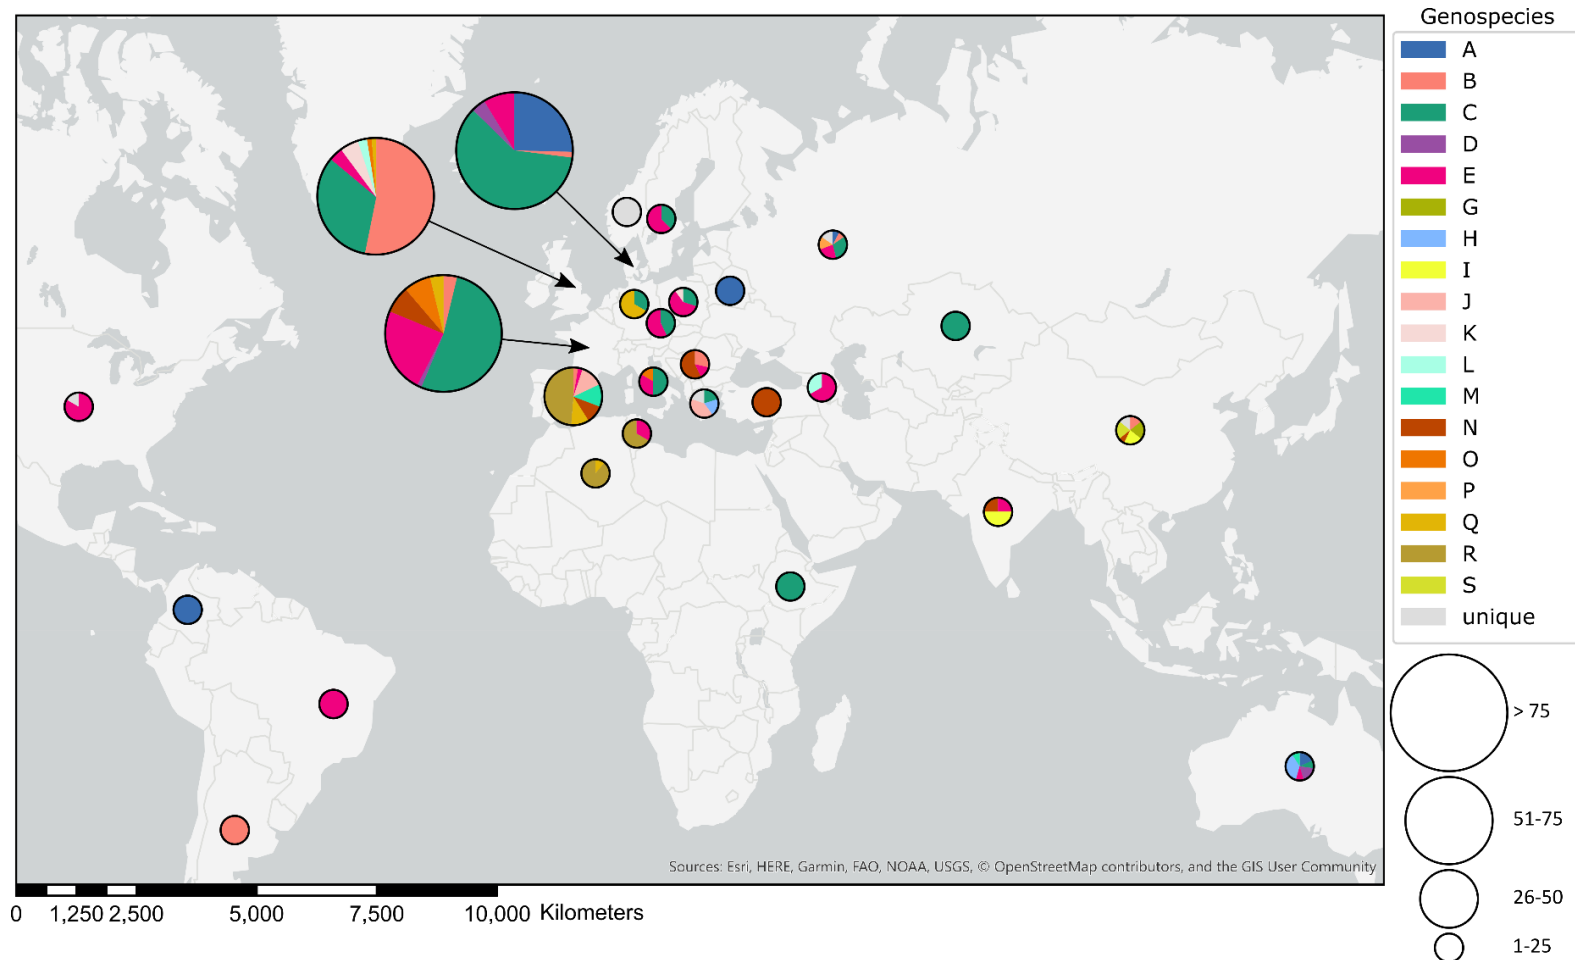 Genospecies
A
B
C
D
E
G
H
I
J
K
L
M
N
O
P
Q
R
S
unique
> 75
51-75
26-50
1-25
Sources: Esri, HERE, Garmin, FAO, NOAA, USGS, © OpenStreetMap contributors, and the GIS User Community
0 1,250 2,500 5,000 7,500 10,000 Kilometers